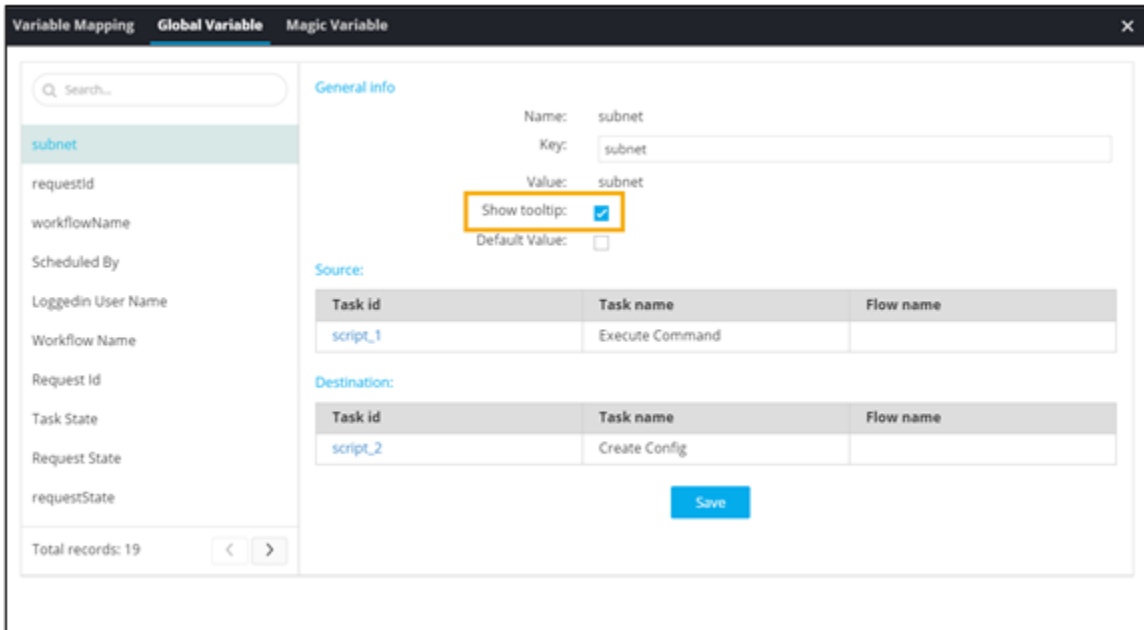 Variable Mapping Global Variable Magic Variable
Search...
subnet
requestId
workflowName
Scheduled By
Loggedin User Name
Workflow Name
Request Id
Task State
Request State
requestState
Total records: 19
General info
Name: subnet
Key: subnet
Value: subnet
Show tooltip:
Default Value:
Source:
Task id Task name Flow name
script_1 Execute Command
Destination:
Task id Task name Flow name
script_2 Create Config
Save